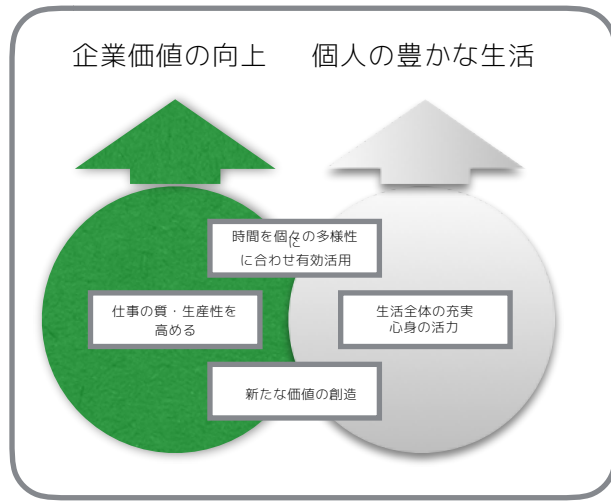 企業価値の向上
個人の豊かな生活
時間を個々の多様性
に
に合わせ有効活用
仕事の質・生産性を
高める
生活全体の充実
心身の活力
新たな価値の創造